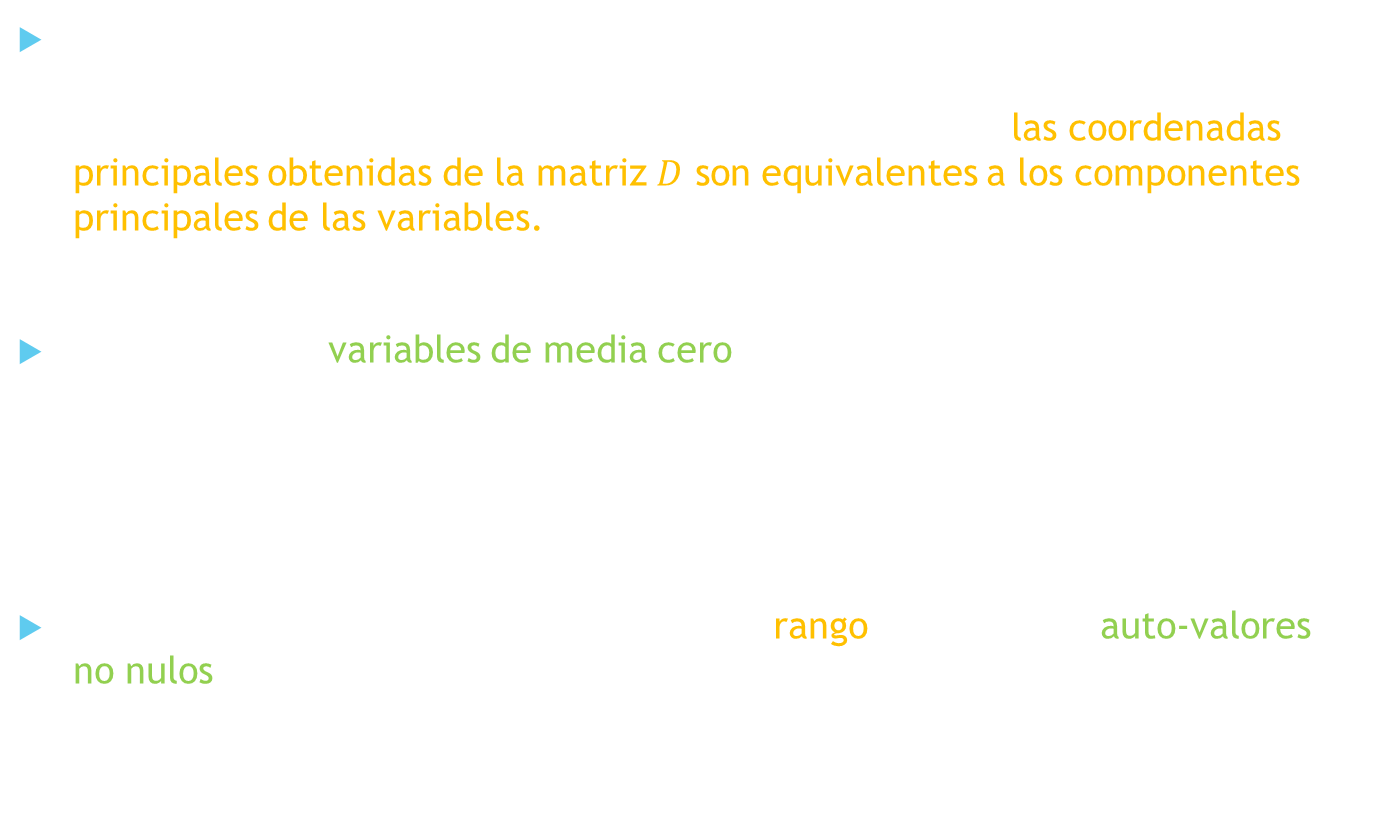 las coordenadas
principales obtenidas de la matriz D son equivalentes a los componentes
principales de las variables.
variables de media cero
rango auto-valores
no nulos